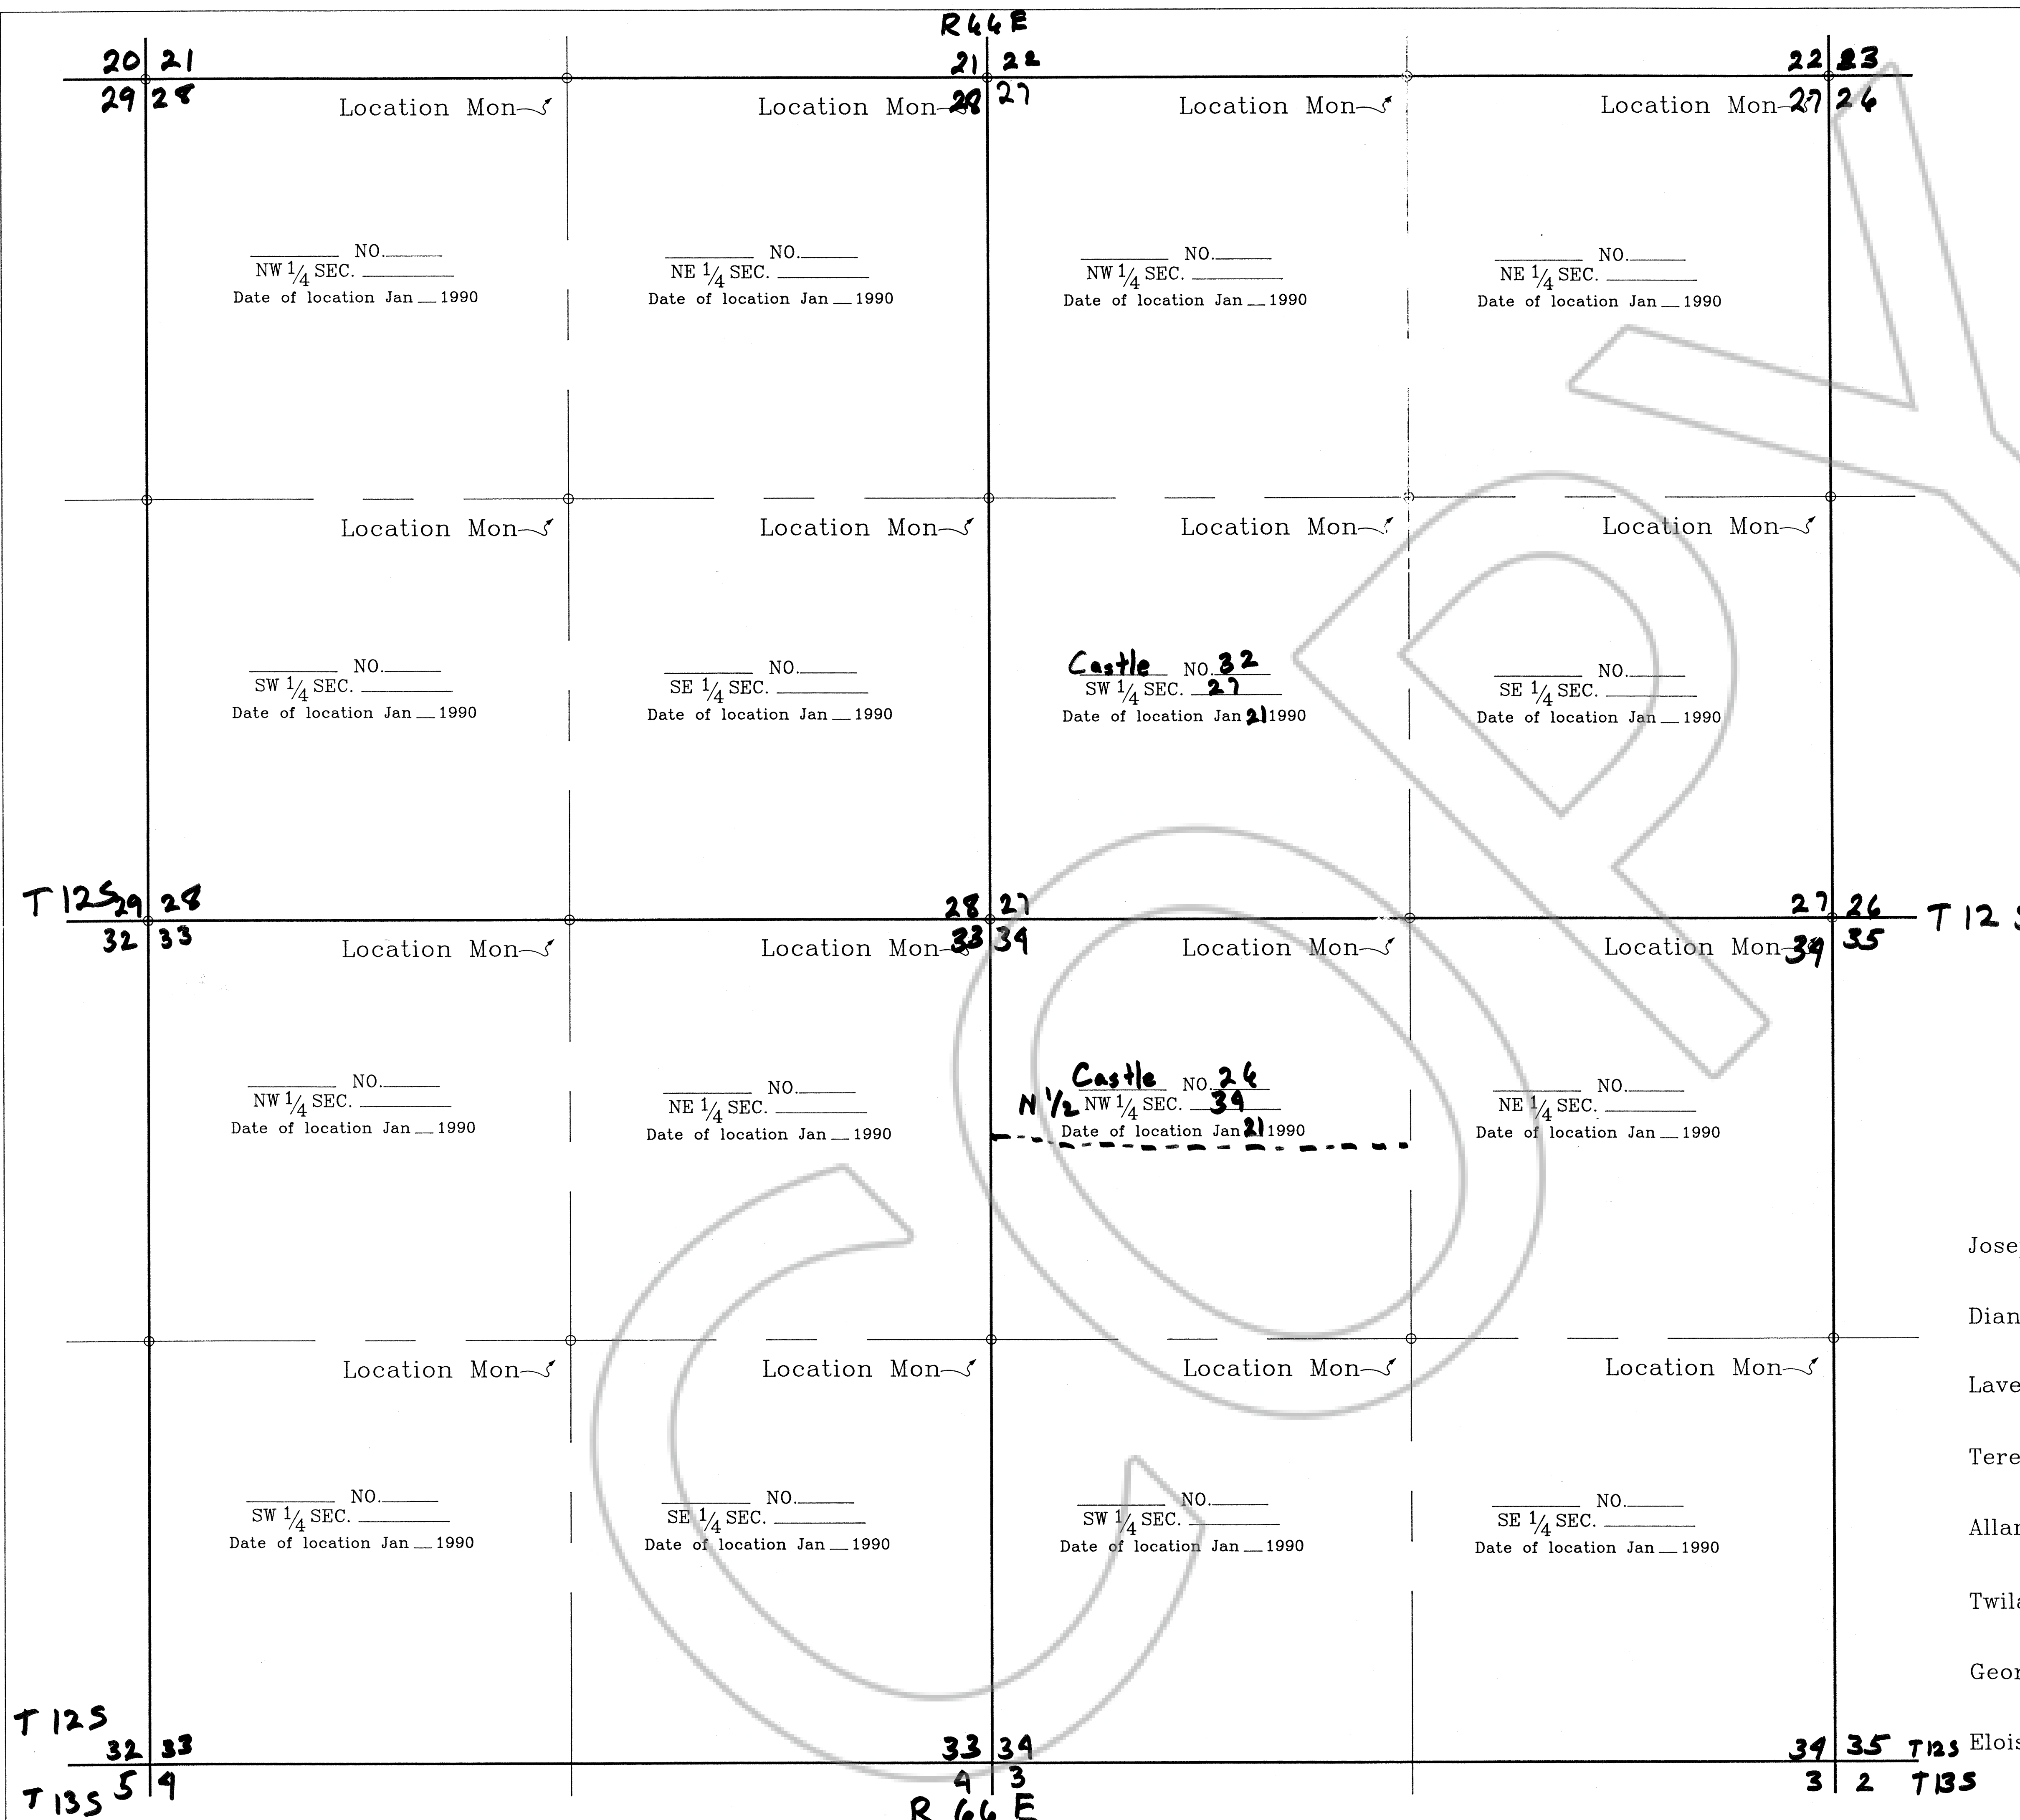 R66E
20 21 21 22 22 23
29 28 28 27 27 26
Location Mon Location Mon Location Mon Location Mon
NO. NO. NO. NO.
NW 1/4 SEC. NE 1/4 SEC. NW 1/4 SEC. NE 1/4 SEC.
Date of location Jan 1990 Date of location Jan 1990 Date of location Jan 1990 Date of location Jan 1990
Location Mon Location Mon Location Mon Location Mon
NO. NO. Castle NO. 32 NO.
SW 1/4 SEC. SE 1/4 SEC. SW 1/4 SEC. 27 SE 1/4 SEC.
Date of location Jan 1990 Date of location Jan 1990 Date of location Jan 21 1990 Date of location Jan 1990
T 12S 29 28 28 27 27 26 T 12 S
32 33 33 34 34 35
Location Mon Location Mon Location Mon Location Mon
NO. NO. Castle NO. 26 NO.
NW 1/4 SEC. NE 1/4 SEC. N 1/2 NW 1/4 SEC. 34 NE 1/4 SEC.
Date of location Jan 1990 Date of location Jan 1990 Date of location Jan 21 1990 Date of location Jan 1990
Location Mon Location Mon Location Mon Location Mon
NO. NO. NO. NO.
SW 1/4 SEC. SE 1/4 SEC. SW 1/4 SEC. SE 1/4 SEC.
Date of location Jan 1990 Date of location Jan 1990 Date of location Jan 1990 Date of location Jan 1990
T 12S
32 33 33 34 34 35 T12S
T 13S 5 4 4 3 3 2 T13S
R 66 E
COPY